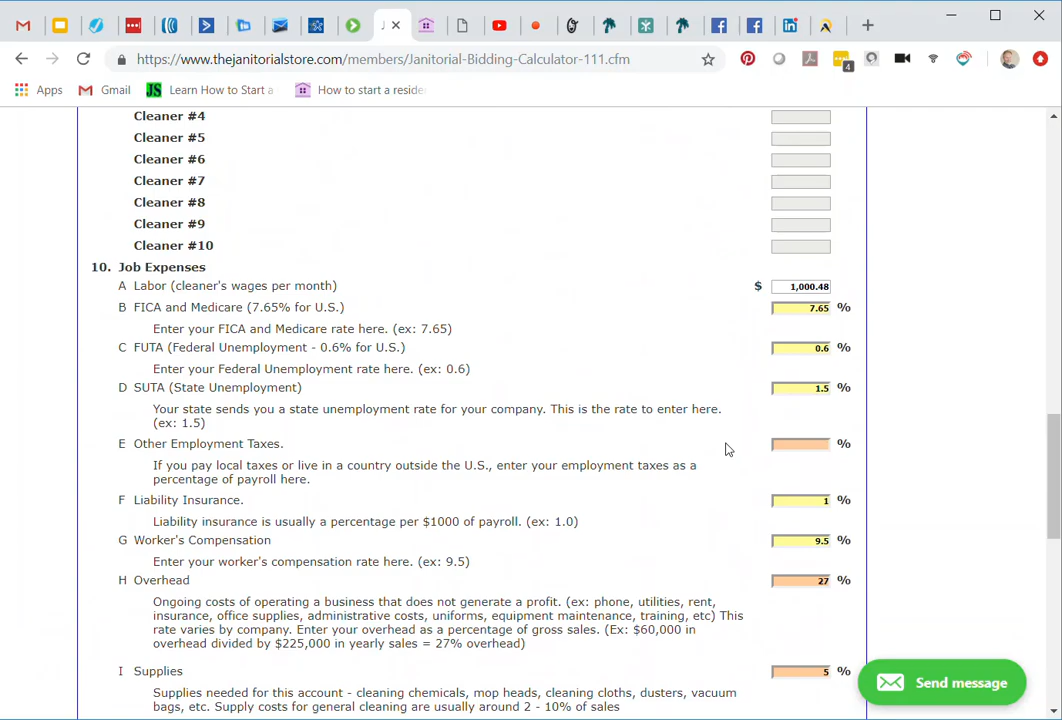 J
4
https://www.thejanitorialstore.com/members/Janitorial-Bidding-Calculator-111.cfm
Apps
Gmail
JS
Learn How to Start a
How to start a reside
Cleaner #4
Cleaner #5
Cleaner #6
Cleaner #7
Cleaner #8
Cleaner #9
Cleaner #10
10. Job Expenses
A Labor (cleaner's wages per month) $ 1,000.48
B FICA and Medicare (7.65% for U.S.) 7.65 %
Enter your FICA and Medicare rate here. (ex: 7.65)
C FUTA (Federal Unemployment - 0.6% for U.S.) 0.6 %
Enter your Federal Unemployment rate here. (ex: 0.6)
D SUTA (State Unemployment) 1.5 %
Your state sends you a state unemployment rate for your company. This is the rate to enter here.
(ex: 1.5)
E Other Employment Taxes. %
If you pay local taxes or live in a country outside the U.S., enter your employment taxes as a
percentage of payroll here.
F Liability Insurance. 1 %
Liability insurance is usually a percentage per $1000 of payroll. (ex: 1.0)
G Worker's Compensation 9.5 %
Enter your worker's compensation rate here. (ex: 9.5)
H Overhead 27 %
Ongoing costs of operating a business that does not generate a profit. (ex: phone, utilities, rent,
insurance, office supplies, administrative costs, uniforms, equipment maintenance, training, etc) This
rate varies by company. Enter your overhead as a percentage of gross sales. (Ex: $60,000 in
overhead divided by $225,000 in yearly sales = 27% overhead)
I Supplies 5 %
Supplies needed for this account - cleaning chemicals, mop heads, cleaning cloths, dusters, vacuum
bags, etc. Supply costs for general cleaning are usually around 2 - 10% of sales
Send message